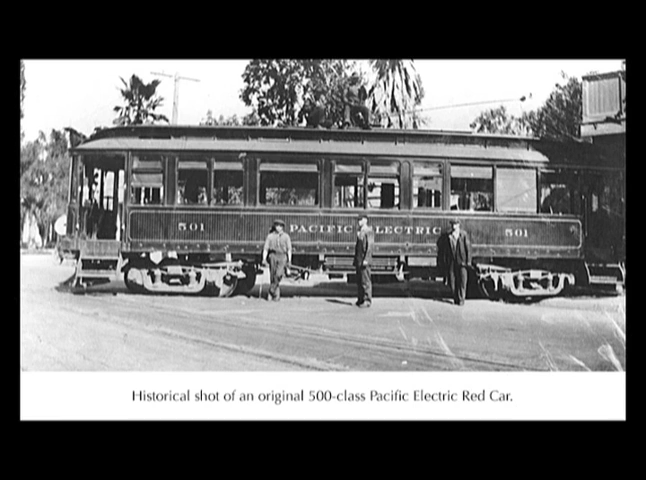 501 PACIFIC ELECTRIC 501
Historical shot of an original 500-class Pacific Electric Red Car.